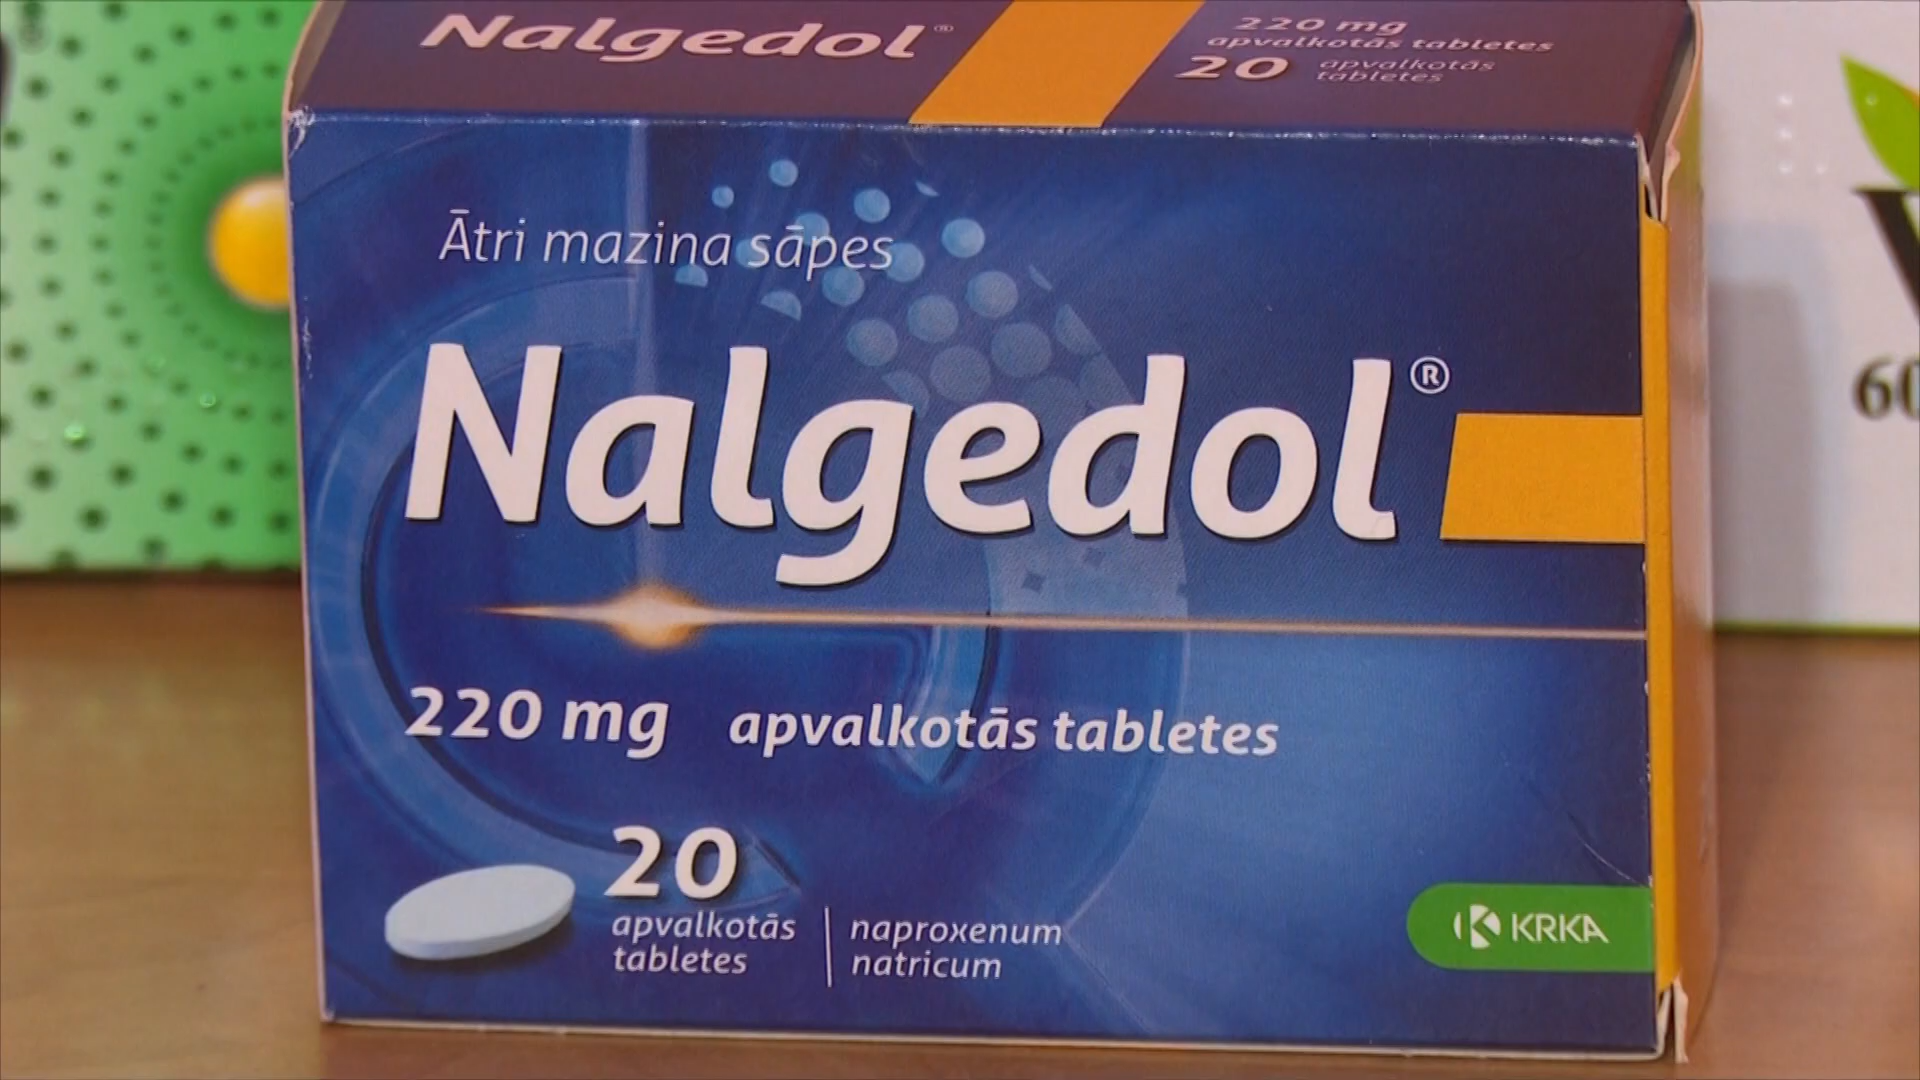 Nalgedol®
220 mg
apvalkotās tabletes
20 apvalkotās
tabletes
Ātri mazina sāpes
Nalgedol®
220 mg apvalkotās tabletes
20
apvalkotās
tabletes
naproxenum
natricum
KRKA
60